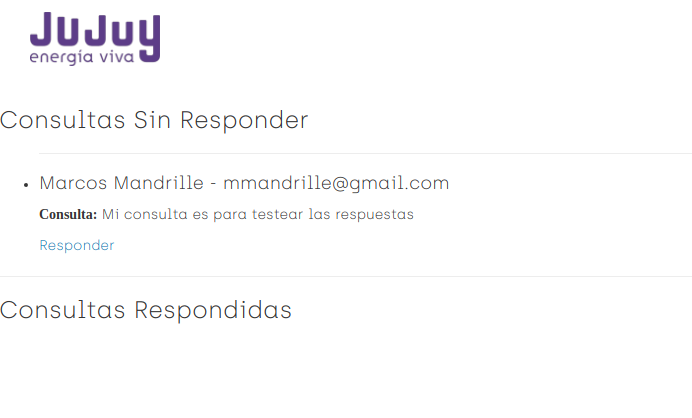 Jujuy
energía viva
Consultas Sin Responder
Marcos Mandrille - mmandrille@gmail.com
Consulta: Mi consulta es para testear las respuestas
Responder
Consultas Respondidas